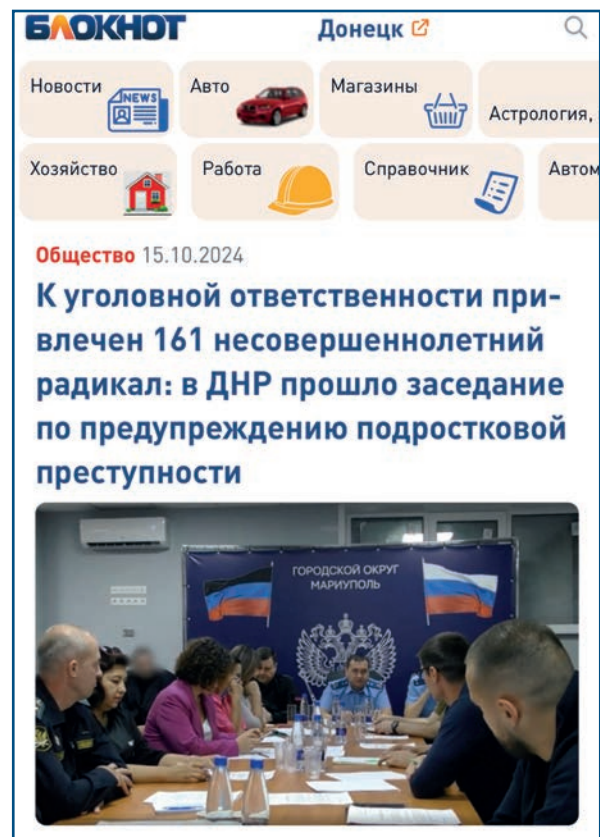 БЛОКНОТ
Донецк
Новости
NEWS
Авто
Магазины
Астрология,
Хозяйство
Работа
Справочник
Автом
Общество 15.10.2024
К уголовной ответственности при-
влечен 161 несовершеннолетний
радикал: в ДНР прошло заседание
по предупреждению подростковой
преступности
ГОРОДСКОЙ ОКРУГ
МАРИУПОЛЬ